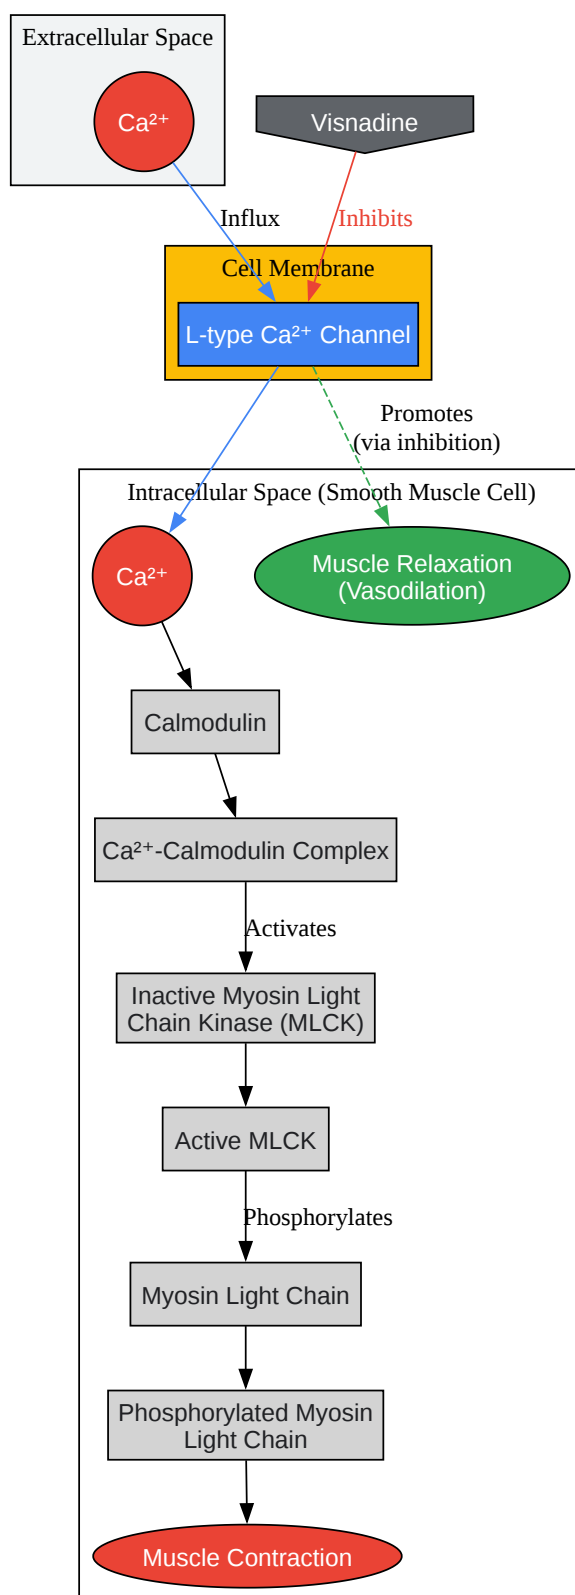 Extracellular Space
Ca²⁺
Visnadine
Influx
Inhibits
Cell Membrane
L-type Ca²⁺ Channel
Promotes
(via inhibition)
Intracellular Space (Smooth Muscle Cell)
Ca²⁺
Muscle Relaxation
(Vasodilation)
Calmodulin
Ca²⁺-Calmodulin Complex
Activates
Inactive Myosin Light
Chain Kinase (MLCK)
Active MLCK
Phosphorylates
Myosin Light Chain
Phosphorylated Myosin
Light Chain
Muscle Contraction